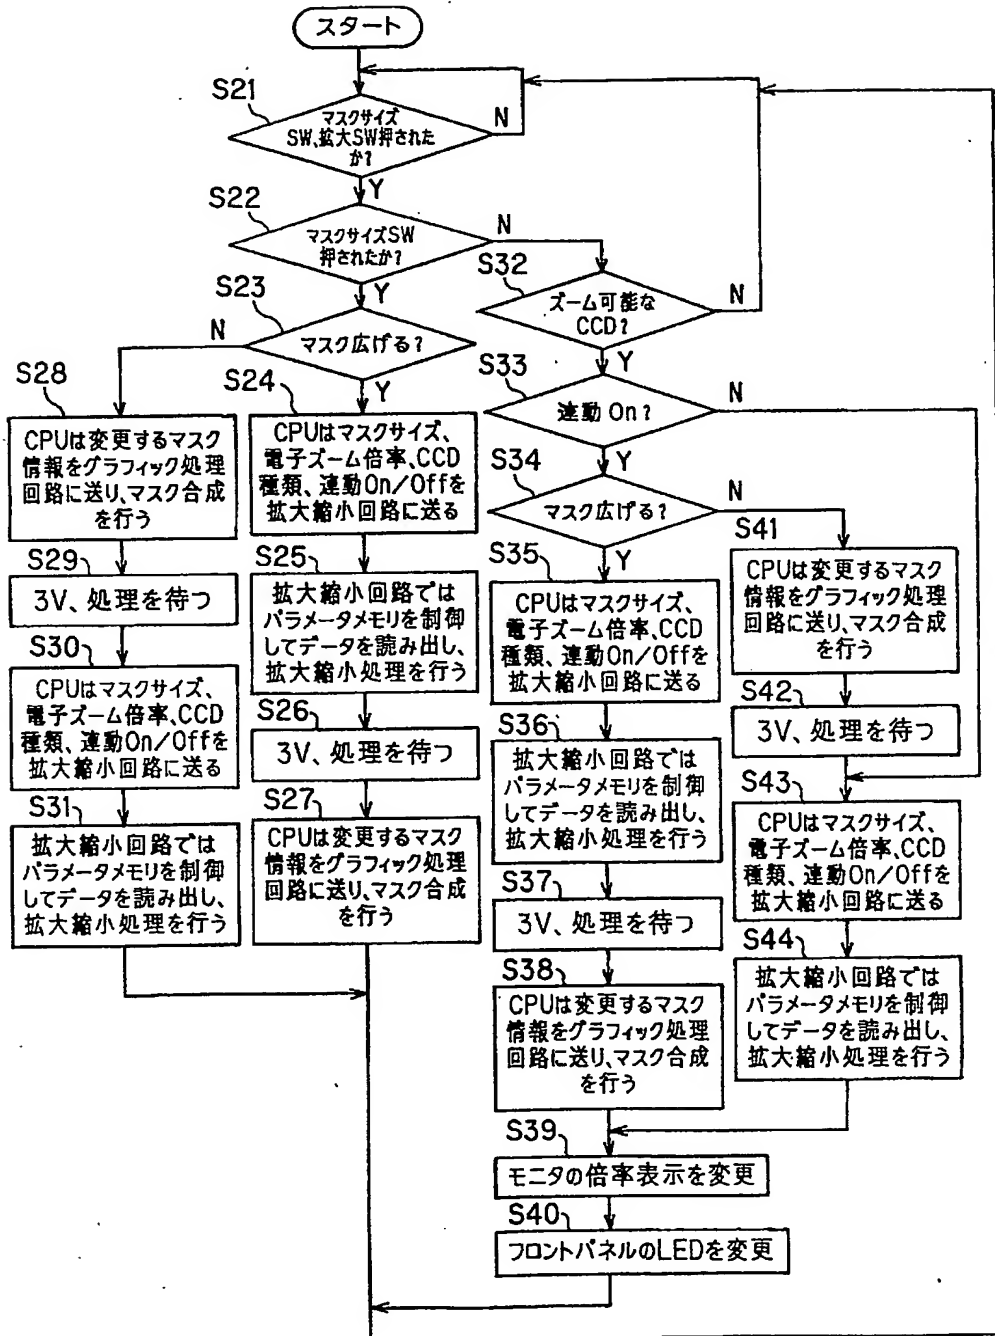 スタート
S21
マスクサイズ
SW、拡大SW押された
か?
N
Y
S22
マスクサイズSW
押されたか?
N
Y
S23
マスク広げる?
N
Y
S28
CPUは変更するマスク
情報をグラフィック処理
回路に送り、マスク合成
を行う
S29
3V、処理を待つ
S30
CPUはマスクサイズ、
電子ズーム倍率、CCD
種類、連動On/Offを
拡大縮小回路に送る
S31
拡大縮小回路では
パラメータメモリを制御
してデータを読み出し、
拡大縮小処理を行う
S24
CPUはマスクサイズ、
電子ズーム倍率、CCD
種類、連動On/Offを
拡大縮小回路に送る
S25
拡大縮小回路では
パラメータメモリを制御
してデータを読み出し、
拡大縮小処理を行う
S26
3V、処理を待つ
S27
CPUは変更するマスク
情報をグラフィック処理
回路に送り、マスク合成
を行う
S32
ズーム可能な
CCD?
N
Y
S33
連動 On?
N
Y
S34
マスク広げる?
N
Y
S35
CPUはマスクサイズ、
電子ズーム倍率、CCD
種類、連動On/Offを
拡大縮小回路に送る
S36
拡大縮小回路では
パラメータメモリを制御
してデータを読み出し、
拡大縮小処理を行う
S37
3V、処理を待つ
S38
CPUは変更するマスク
情報をグラフィック処理
回路に送り、マスク合成
を行う
S41
CPUは変更するマスク
情報をグラフィック処理
回路に送り、マスク合成
を行う
S42
3V、処理を待つ
S43
CPUはマスクサイズ、
電子ズーム倍率、CCD
種類、連動On/Offを
拡大縮小回路に送る
S44
拡大縮小回路では
パラメータメモリを制御
してデータを読み出し、
拡大縮小処理を行う
S39
モニタの倍率表示を変更
S40
フロントパネルのLEDを変更